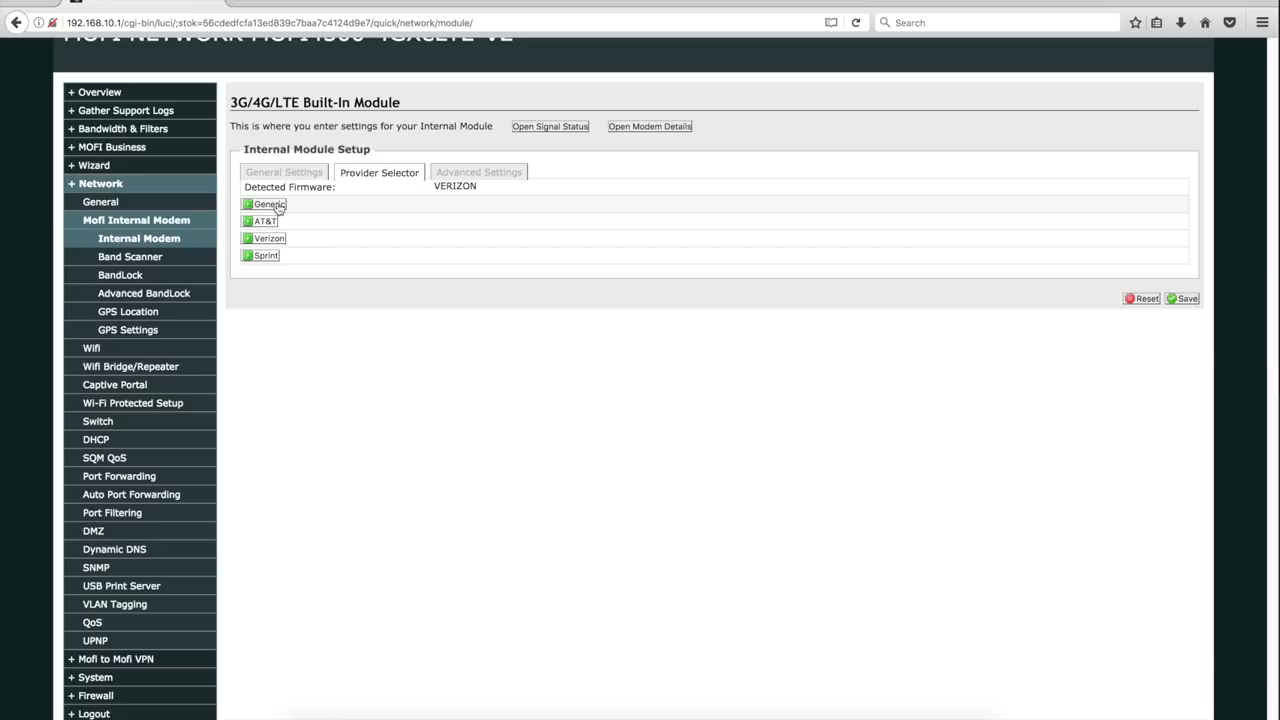 192.168.10.1/cgi-bin/luci/;stok=56cdedfcfa13ed839c7baa7c4124d9e7/quick/network/module/
Search
MOFI NETWORK MOFI4500-4GXELTE-V2
+ Overview
+ Gather Support Logs
+ Bandwidth & Filters
+ MOFI Business
+ Wizard
+ Network
General
Mofi Internal Modem
Internal Modem
Band Scanner
BandLock
Advanced BandLock
GPS Location
GPS Settings
Wifi
Wifi Bridge/Repeater
Captive Portal
Wi-Fi Protected Setup
Switch
DHCP
SQM QoS
Port Forwarding
Auto Port Forwarding
Port Filtering
DMZ
Dynamic DNS
SNMP
USB Print Server
VLAN Tagging
QoS
UPNP
+ Mofi to Mofi VPN
+ System
+ Firewall
+ Logout
3G/4G/LTE Built-In Module
This is where you enter settings for your Internal Module Open Signal Status Open Modem Details
Internal Module Setup
General Settings Provider Selector Advanced Settings
Detected Firmware: VERIZON
Generic
AT&T
Verizon
Sprint
Reset Save